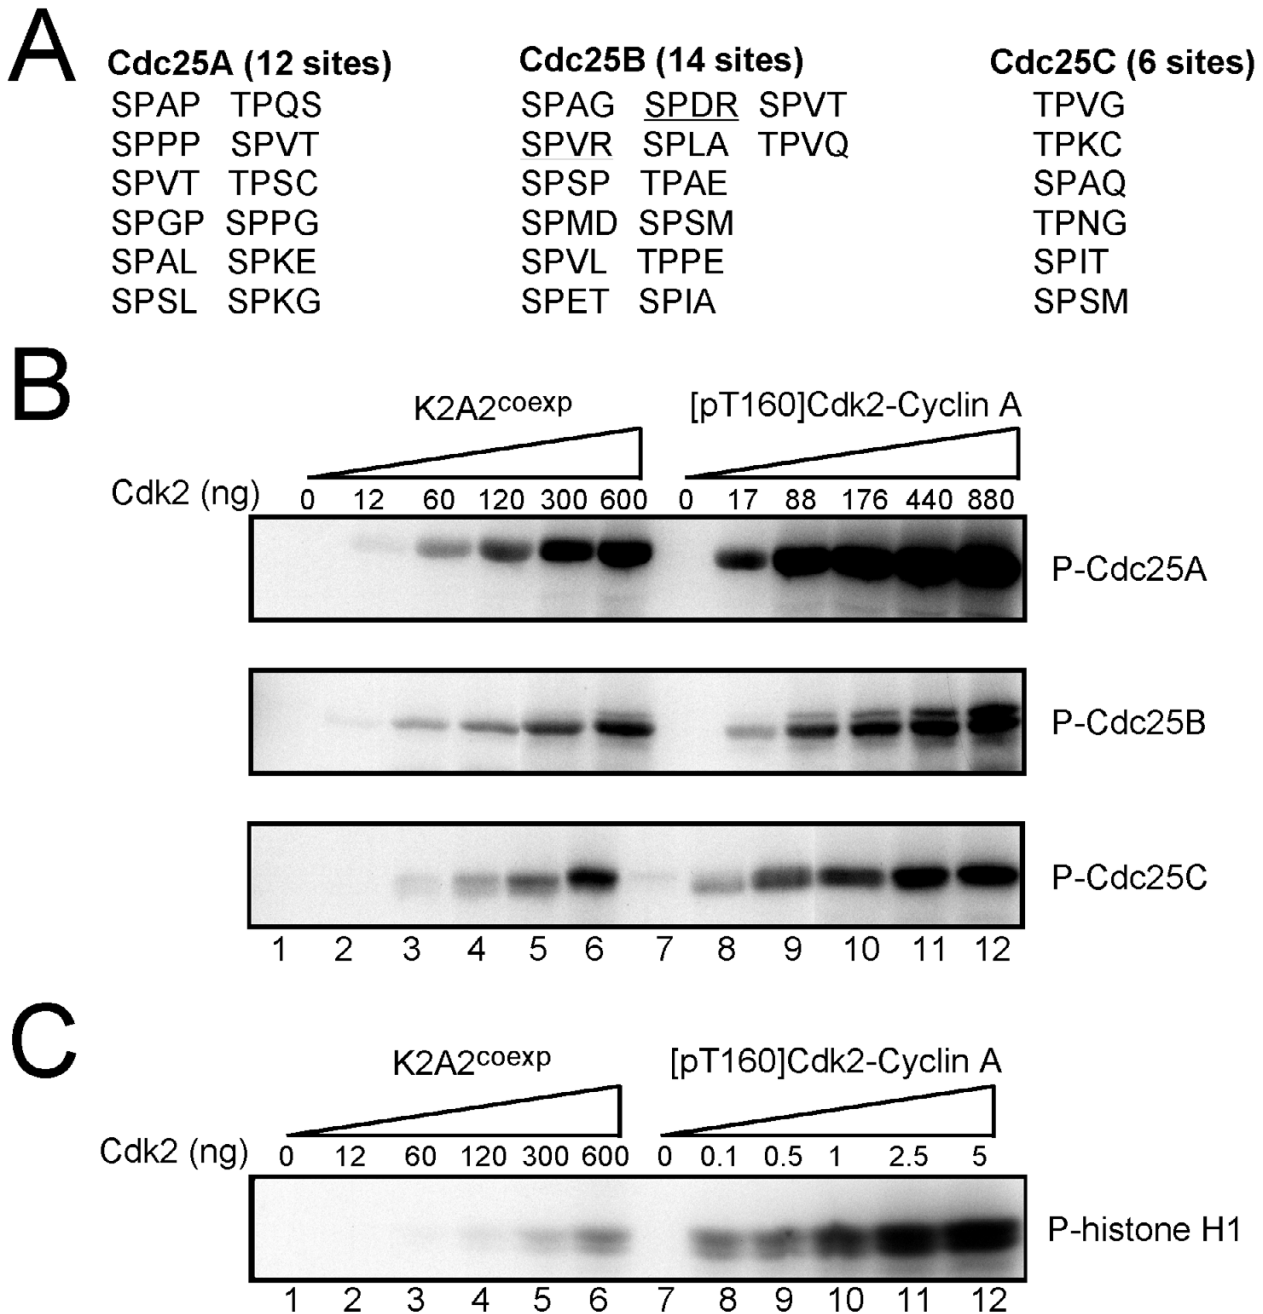 A
Cdc25A (12 sites) Cdc25B (14 sites) Cdc25C (6 sites)
SPAP TPQS SPAG SPDR SPVT TPVG
SPPP SPVT SPVR SPLA TPVQ TPKC
SPVT TPSC SPSP TPAE SPAQ
SPGP SPPG SPMD SPSM TPNG
SPAL SPKE SPVL TPPE SPIT
SPSL SPKG SPET SPIA SPSM
B
K2A2coexp [pT160]Cdk2-Cyclin A
Cdk2 (ng) 0 12 60 120 300 600 0 17 88 176 440 880
P-Cdc25A
P-Cdc25B
P-Cdc25C
1 2 3 4 5 6 7 8 9 10 11 12
C
K2A2coexp [pT160]Cdk2-Cyclin A
Cdk2 (ng) 0 12 60 120 300 600 0 0.1 0.5 1 2.5 5
P-histone H1
1 2 3 4 5 6 7 8 9 10 11 12